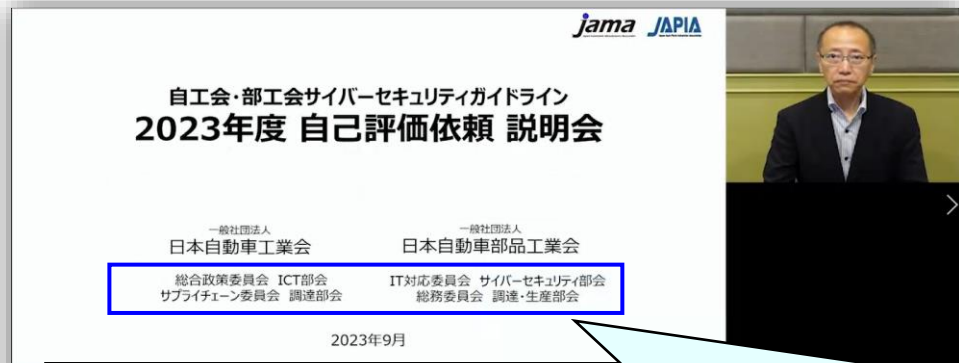 jama JAPIA
自工会・部工会サイバーセキュリティガイドライン
2023年度 自己評価依頼 説明会
一般社団法人
日本自動車工業会
総合政策委員会 ICT部会
サプライチェーン委員会 調達部会
一般社団法人
日本自動車部品工業会
IT対応委員会 サイバーセキュリティ部会
総務委員会 調達・生産部会
2023年9月